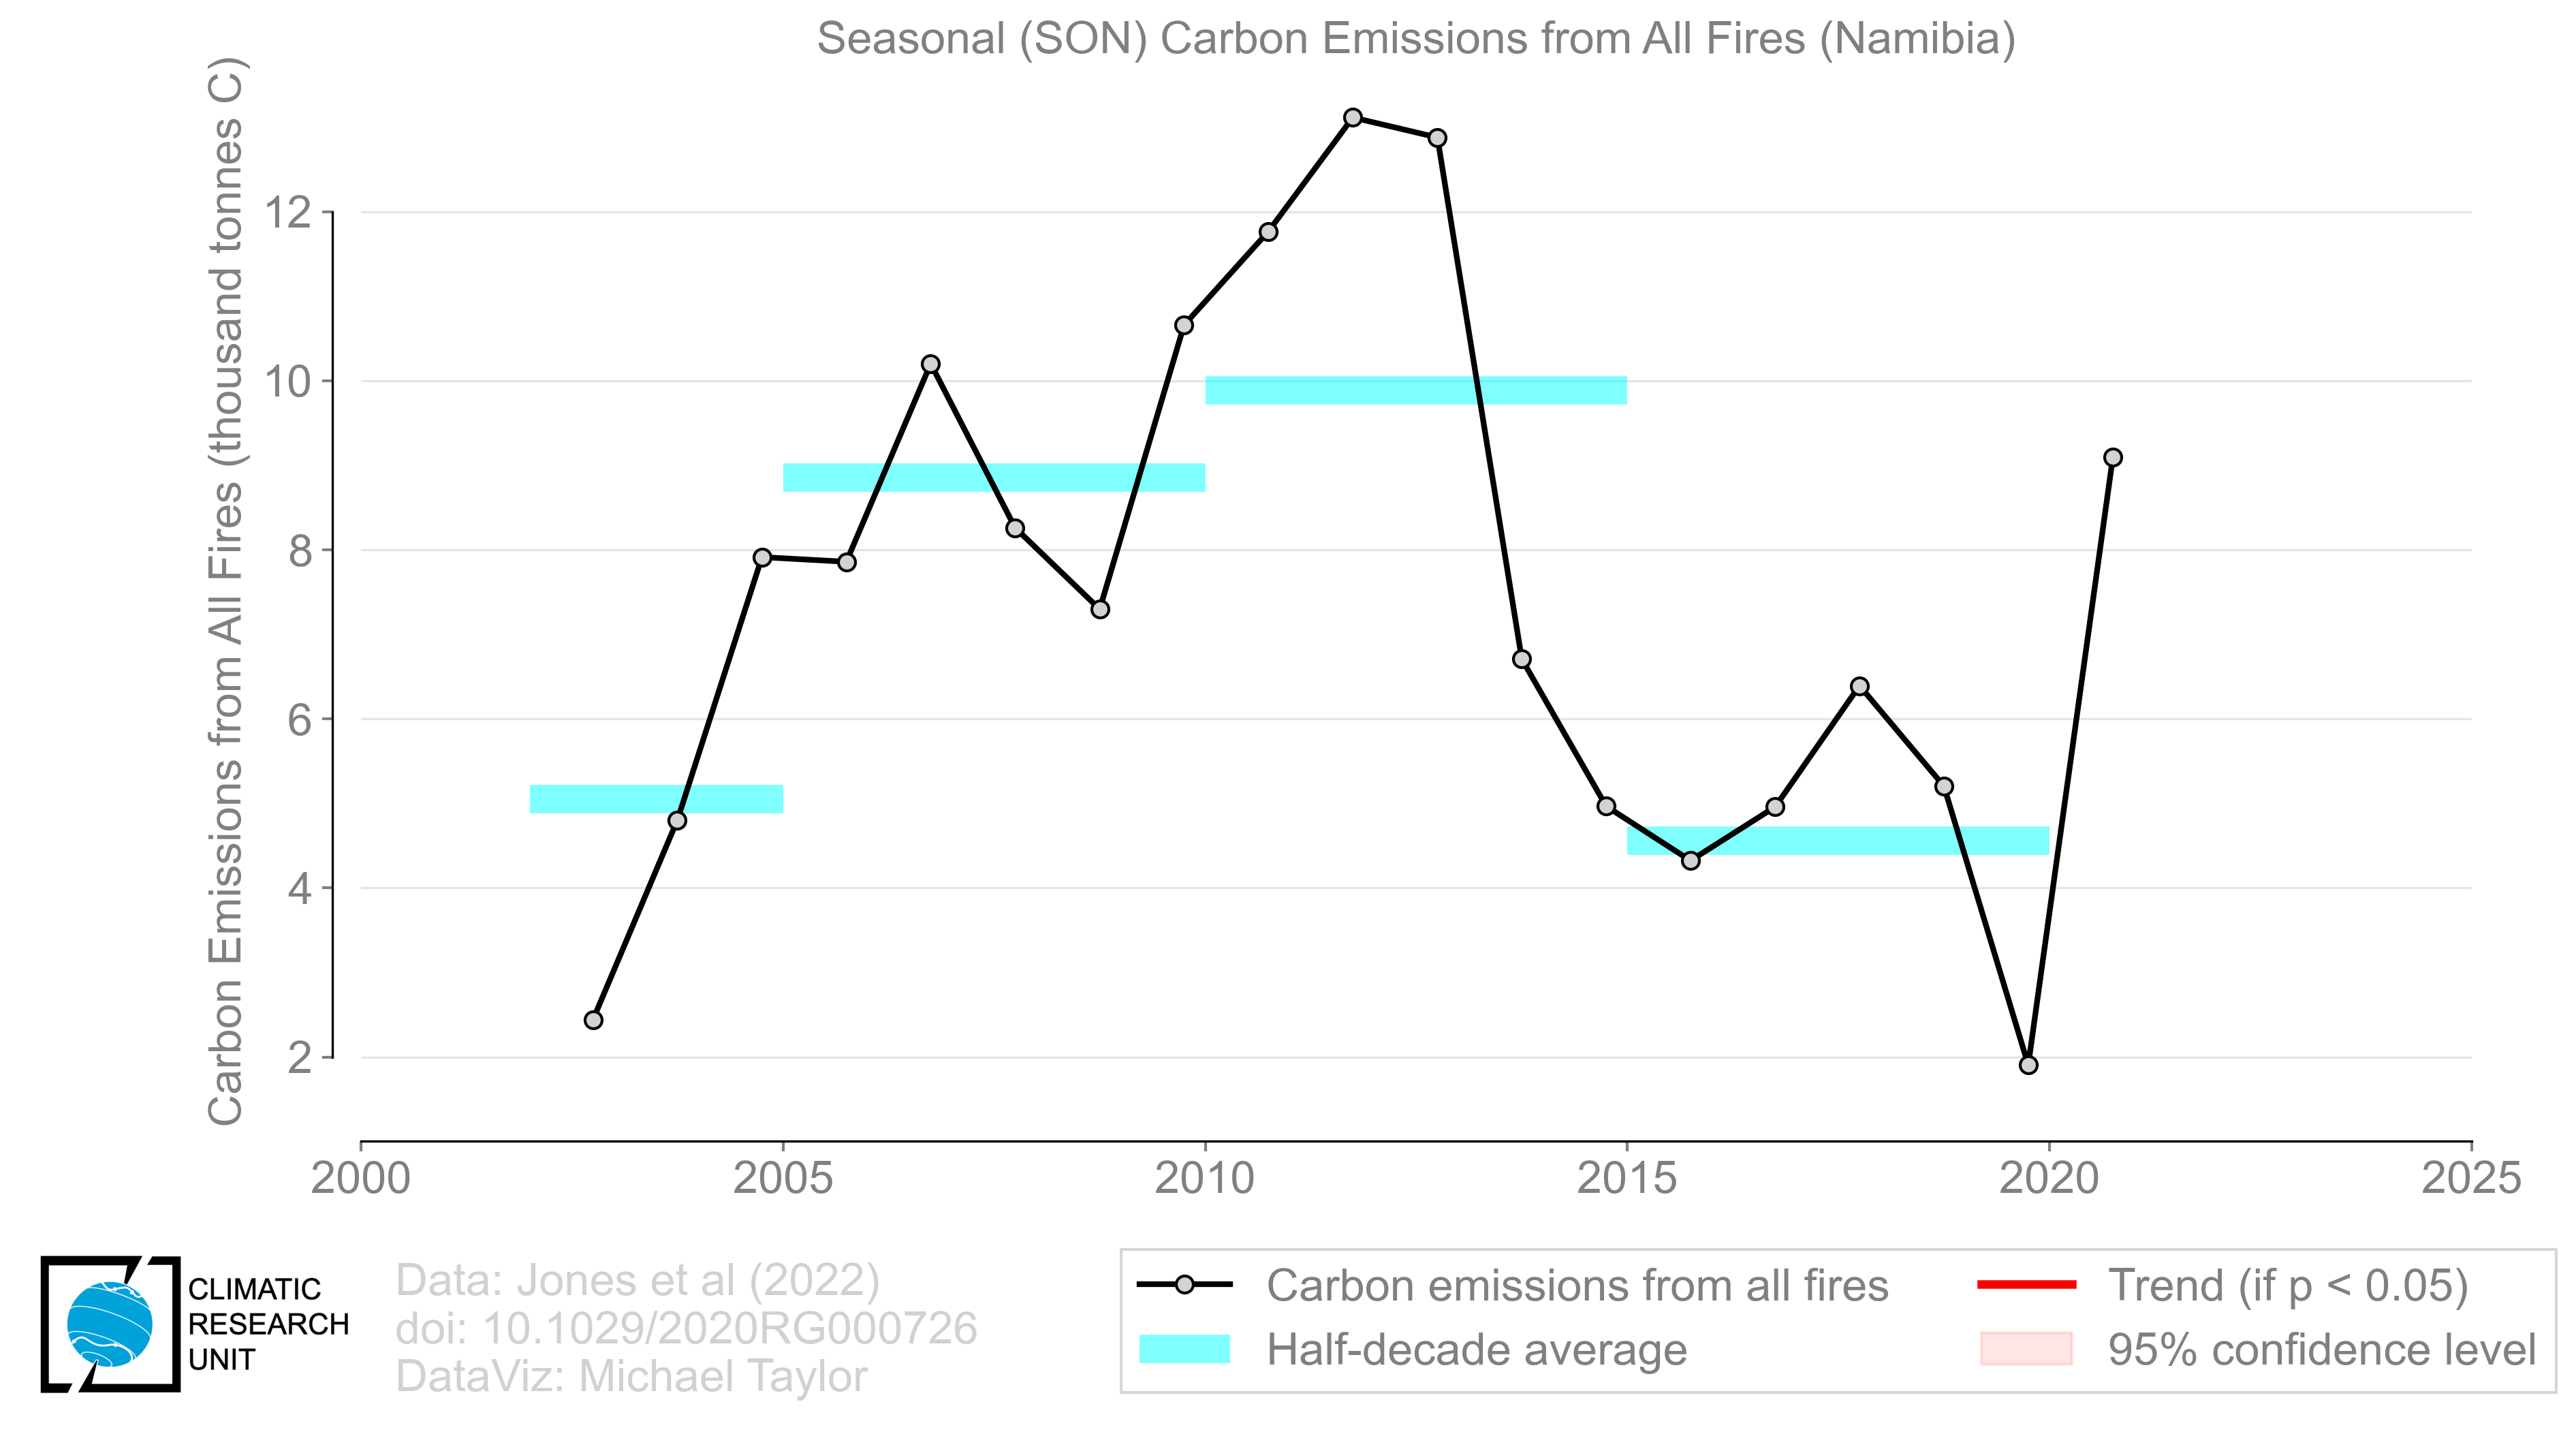 Seasonal (SON) Carbon Emissions from All Fires (Namibia)
Carbon Emissions from All Fires (thousand tonnes C)
12
10
8
6
4
2
2000 2005 2010 2015 2020 2025
CLIMATIC
RESEARCH
UNIT
Data: Jones et al (2022)
doi: 10.1029/2020RG000726
DataViz: Michael Taylor
Carbon emissions from all fires
Half-decade average
Trend (if p < 0.05)
95% confidence level